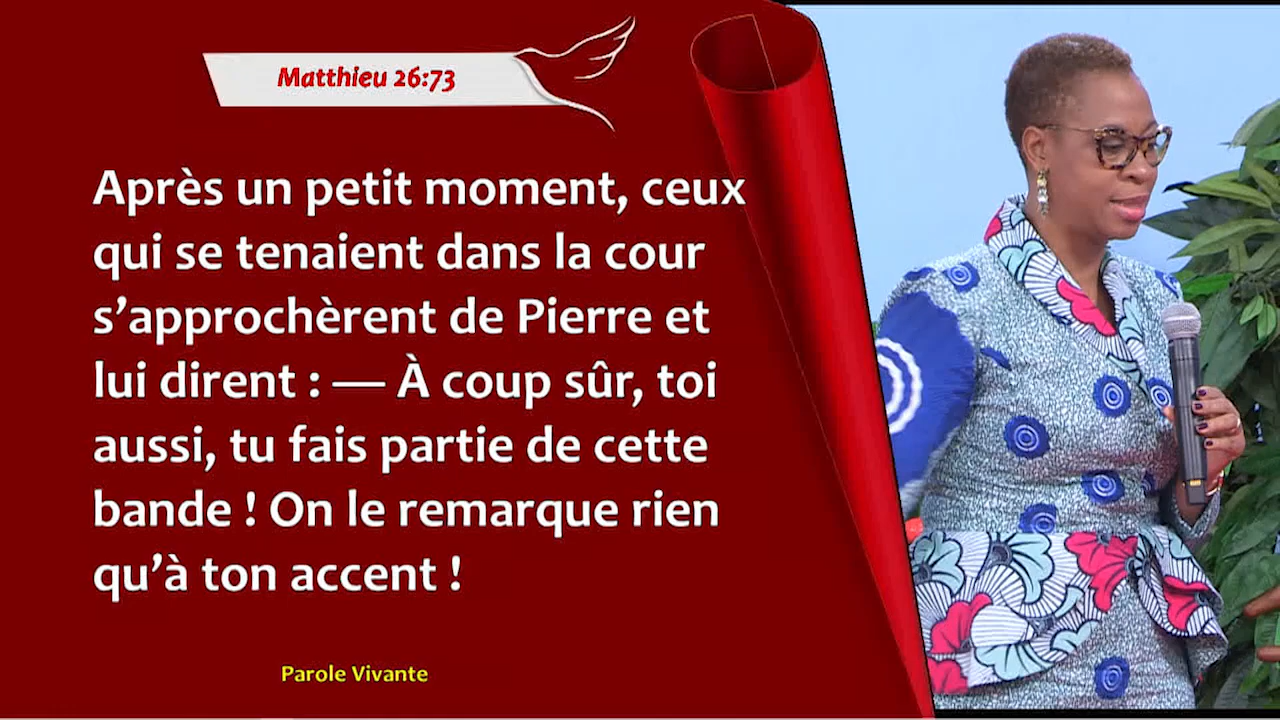 Matthieu 26:73
Après un petit moment, ceux
qui se tenaient dans la cour
s’approchèrent de Pierre et
lui dirent : — À coup sûr, toi
aussi, tu fais partie de cette
bande ! On le remarque rien
qu’à ton accent !
Parole Vivante